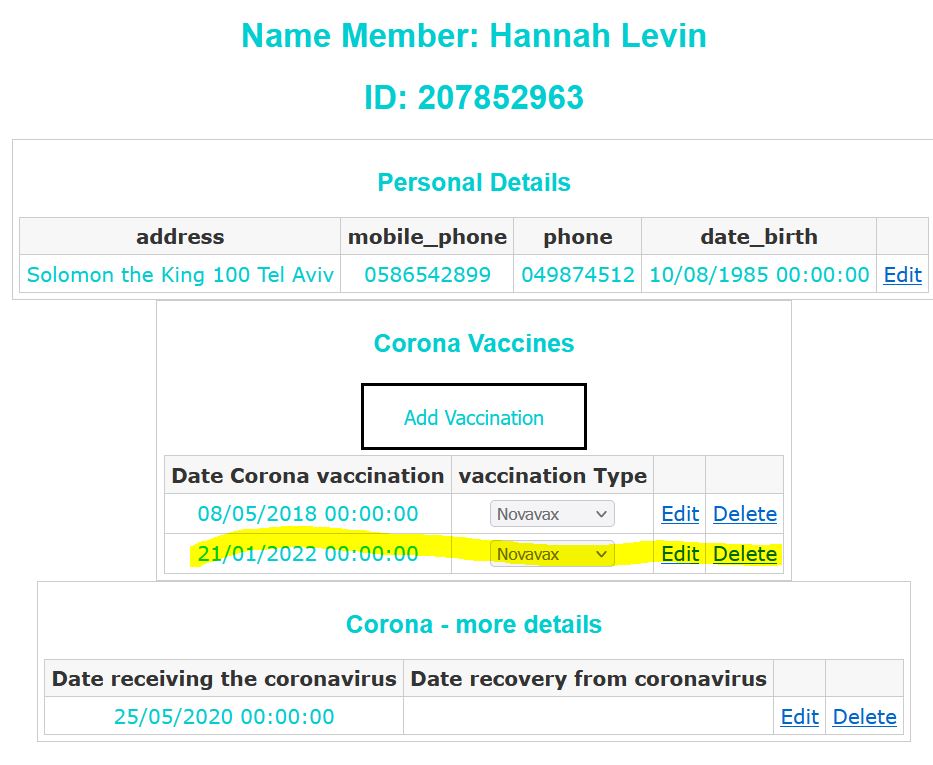 Name Member: Hannah Levin
ID: 207852963
Personal Details
address mobile_phone phone date_birth
Solomon the King 100 Tel Aviv 0586542899 049874512 10/08/1985 00:00:00 Edit
Corona Vaccines
Add Vaccination
Date Corona vaccination vaccination Type
08/05/2018 00:00:00 Novavax Edit Delete
21/01/2022 00:00:00 Novavax Edit Delete
Corona - more details
Date receiving the coronavirus Date recovery from coronavirus
25/05/2020 00:00:00 Edit Delete